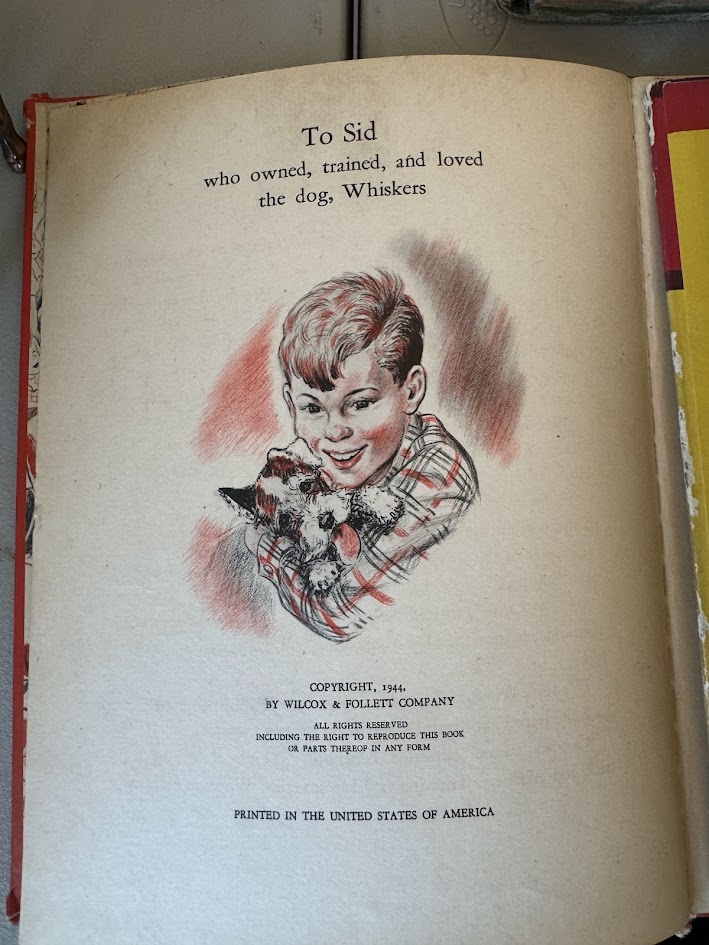 To Sid
who owned, trained, and loved
the dog, Whiskers
COPYRIGHT, 1944,
BY WILCOX & FOLLETT COMPANY
ALL RIGHTS RESERVED
INCLUDING THE RIGHT TO REPRODUCE THIS BOOK
OR PARTS THEREOF IN ANY FORM
PRINTED IN THE UNITED STATES OF AMERICA